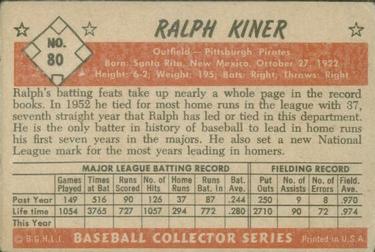 NO. 80
RALPH KINER
Outfield—Pittsburgh Pirates
Born: Santa Rita, New Mexico, October 27, 1922
Height: 6-2; Weight: 195; Bats: Right; Throws: Right
Ralph's batting feats take up nearly a whole page in the record
books. In 1952 he tied for most home runs in the league with 37,
seventh straight year that Ralph has led or tied in this department.
He is the only batter in history of baseball to lead in home runs
his first seven years in the majors. He also set a new National
League mark for the most years leading in homers.
MAJOR LEAGUE BATTING RECORD FIELDING RECORD
Games Played Times at Bat Runs Scored No. Hits Home Runs Runs Bat. In Bat. Ave. Put Outs No. of Assists No. of Errors Field. Avg.
Past Year 149 516 90 126 37 87 .244 250 9 8 .970
Life time 1054 3765 727 1057 294 772 .280 2710 90 72 .974
This Year
© B.G.H.L.I. BASEBALL COLLECTOR SERIES Printed in U.S.A.